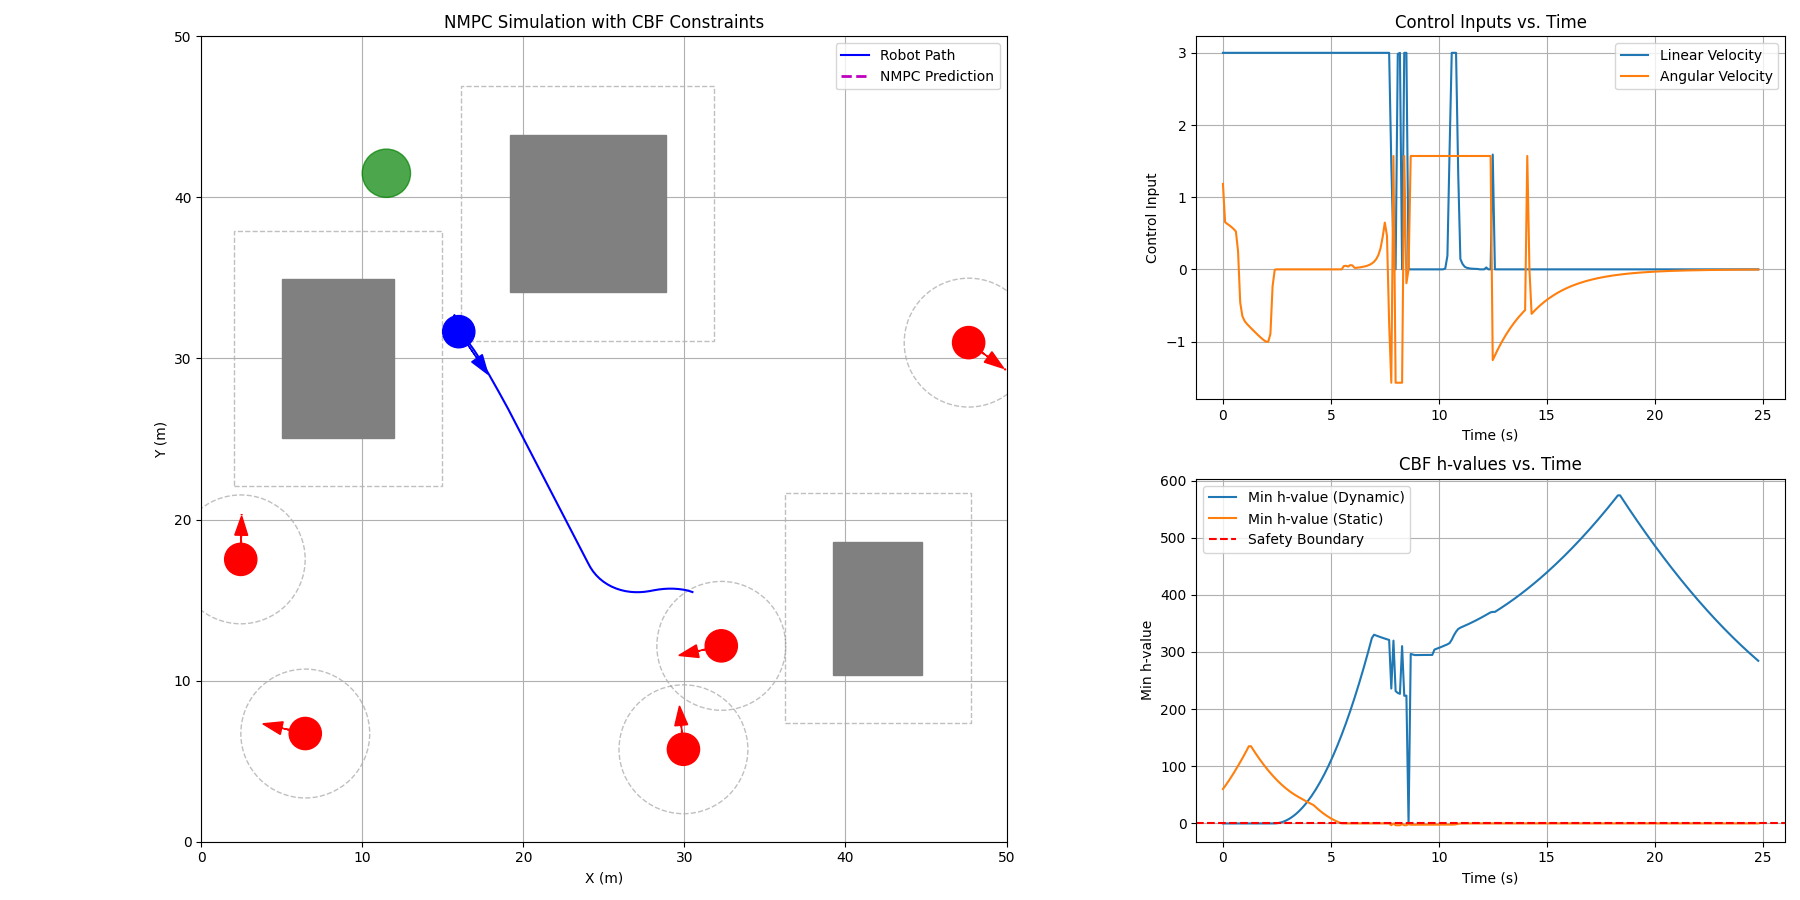 NMPC Simulation with CBF Constraints
Robot Path
NMPC Prediction
50
40
30
20
10
0
Y (m)
0 10 20 30 40 50
X (m)
Control Inputs vs. Time
Linear Velocity
Angular Velocity
3
2
1
0
−1
Control Input
0 5 10 15 20 25
Time (s)
CBF h-values vs. Time
Min h-value (Dynamic)
Min h-value (Static)
Safety Boundary
600
500
400
300
200
100
0
Min h-value
0 5 10 15 20 25
Time (s)